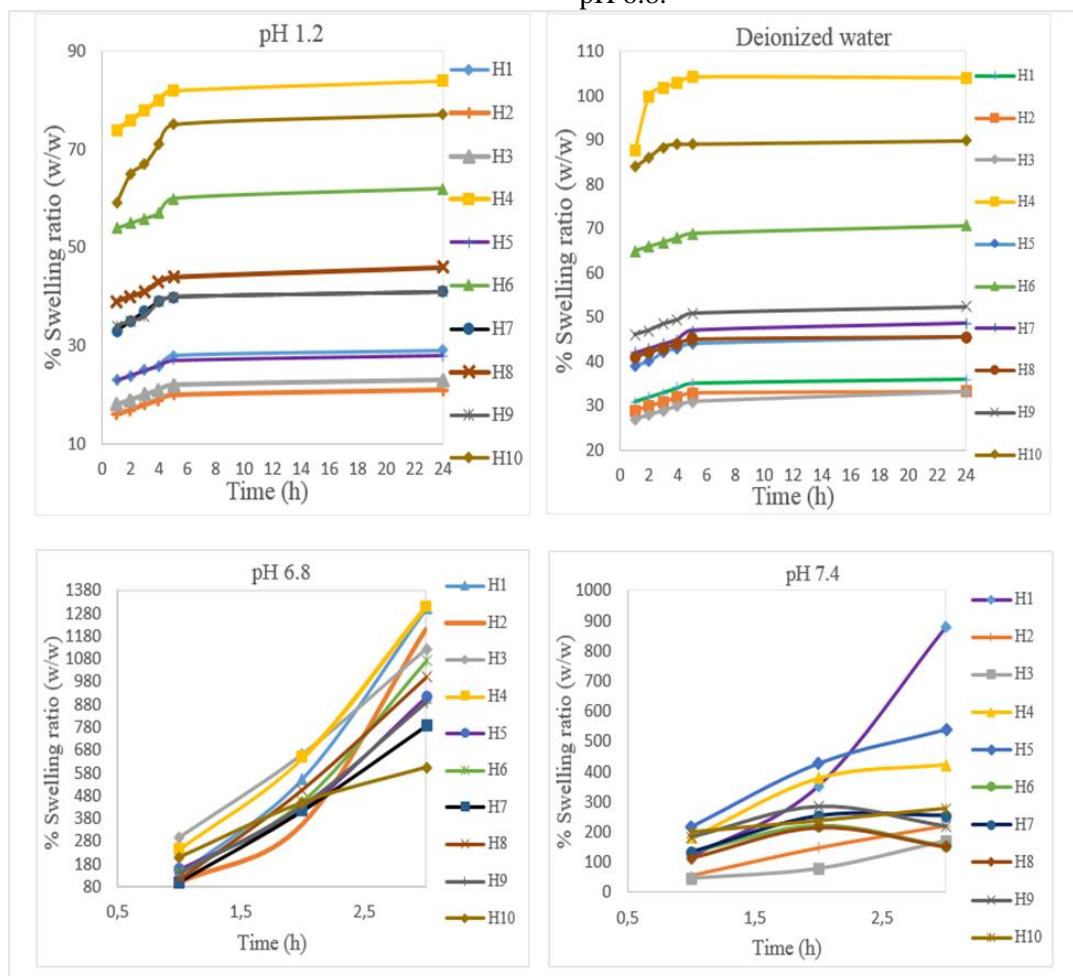 pH 6.8.
pH 1.2
% Swelling ratio (w/w)
90
70
50
30
10
0 2 4 6 8 10 12 14 16 18 20 22 24
Time (h)
H1
H2
H3
H4
H5
H6
H7
H8
H9
H10
Deionized water
% Swelling ratio (w/w)
110
100
90
80
70
60
50
40
30
20
0 2 4 6 8 10 12 14 16 18 20 22 24
Time (h)
H1
H2
H3
H4
H5
H6
H7
H8
H9
H10
pH 6.8
% Swelling ratio (w/w)
1380
1280
1180
1080
980
880
780
680
580
480
380
280
180
80
0,5 1,5 2,5
Time (h)
H1
H2
H3
H4
H5
H6
H7
H8
H9
H10
pH 7.4
% Swelling ratio (w/w)
1000
900
800
700
600
500
400
300
200
100
0
0,5 1,5 2,5
Time (h)
H1
H2
H3
H4
H5
H6
H7
H8
H9
H10